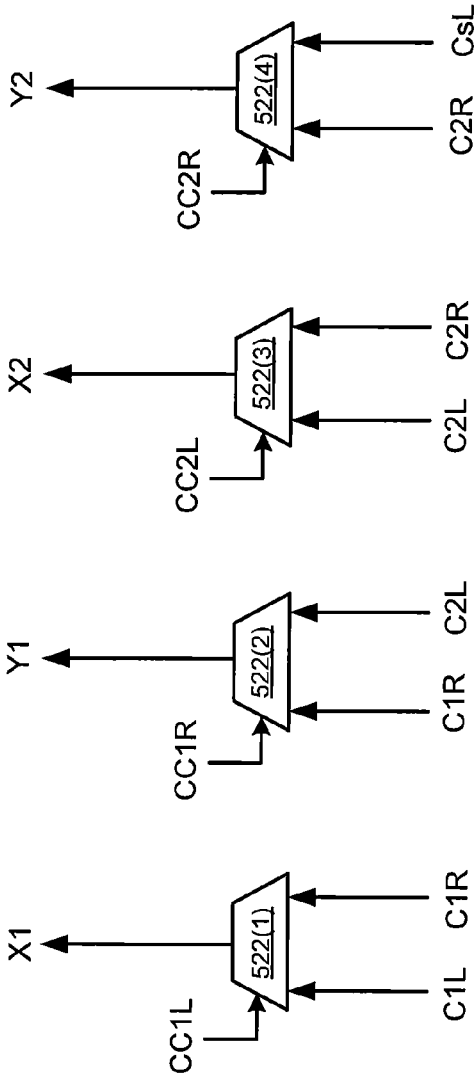 X1
Y1
X2
Y2
CC1L
522(1)
CC1R
522(2)
CC2L
522(3)
CC2R
522(4)
C1L
C1R
C1R
C2L
C2L
C2R
C2R
CsL